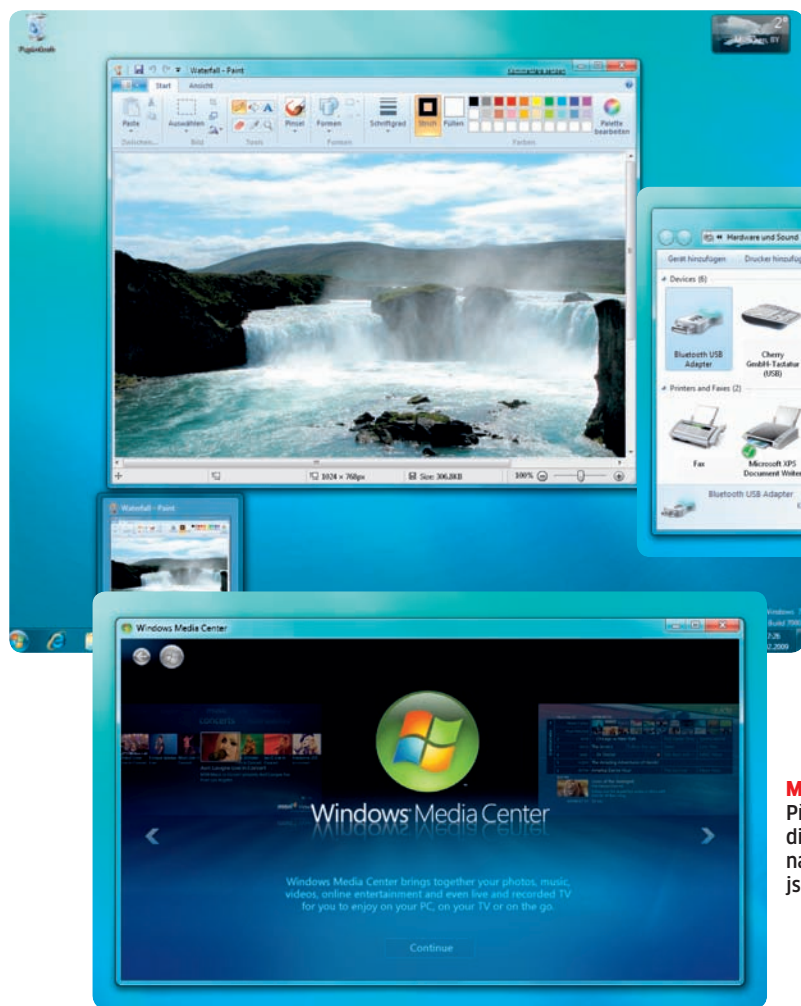 Papierkorb
2°
Waterfall - Paint
Start Ansicht
Paste
Auswählen
Pinsel
Formen
Schriftgrad
Strich
Füllen
Palette
bearbeiten
Bild
Tools
Formen
Farben
1024 × 768px
Size: 306,8KB
100%
Hardware und Sound
Gerät hinzufügen
Devices (6)
Bluetooth USB
Adapter
Cherry
GmbH-Tastatur
(USB)
Printers and Faxes (2)
Fax
Microsoft XPS
Document Writer
Bluetooth USB Adapter
Waterfall - Paint
Windows
Windows Media Center
concerts
Windows Media Center
Windows Media Center brings together your photos, music,
videos, online entertainment and even live and recorded TV
for you to enjoy on your PC, on your TV or on the go.
Continue